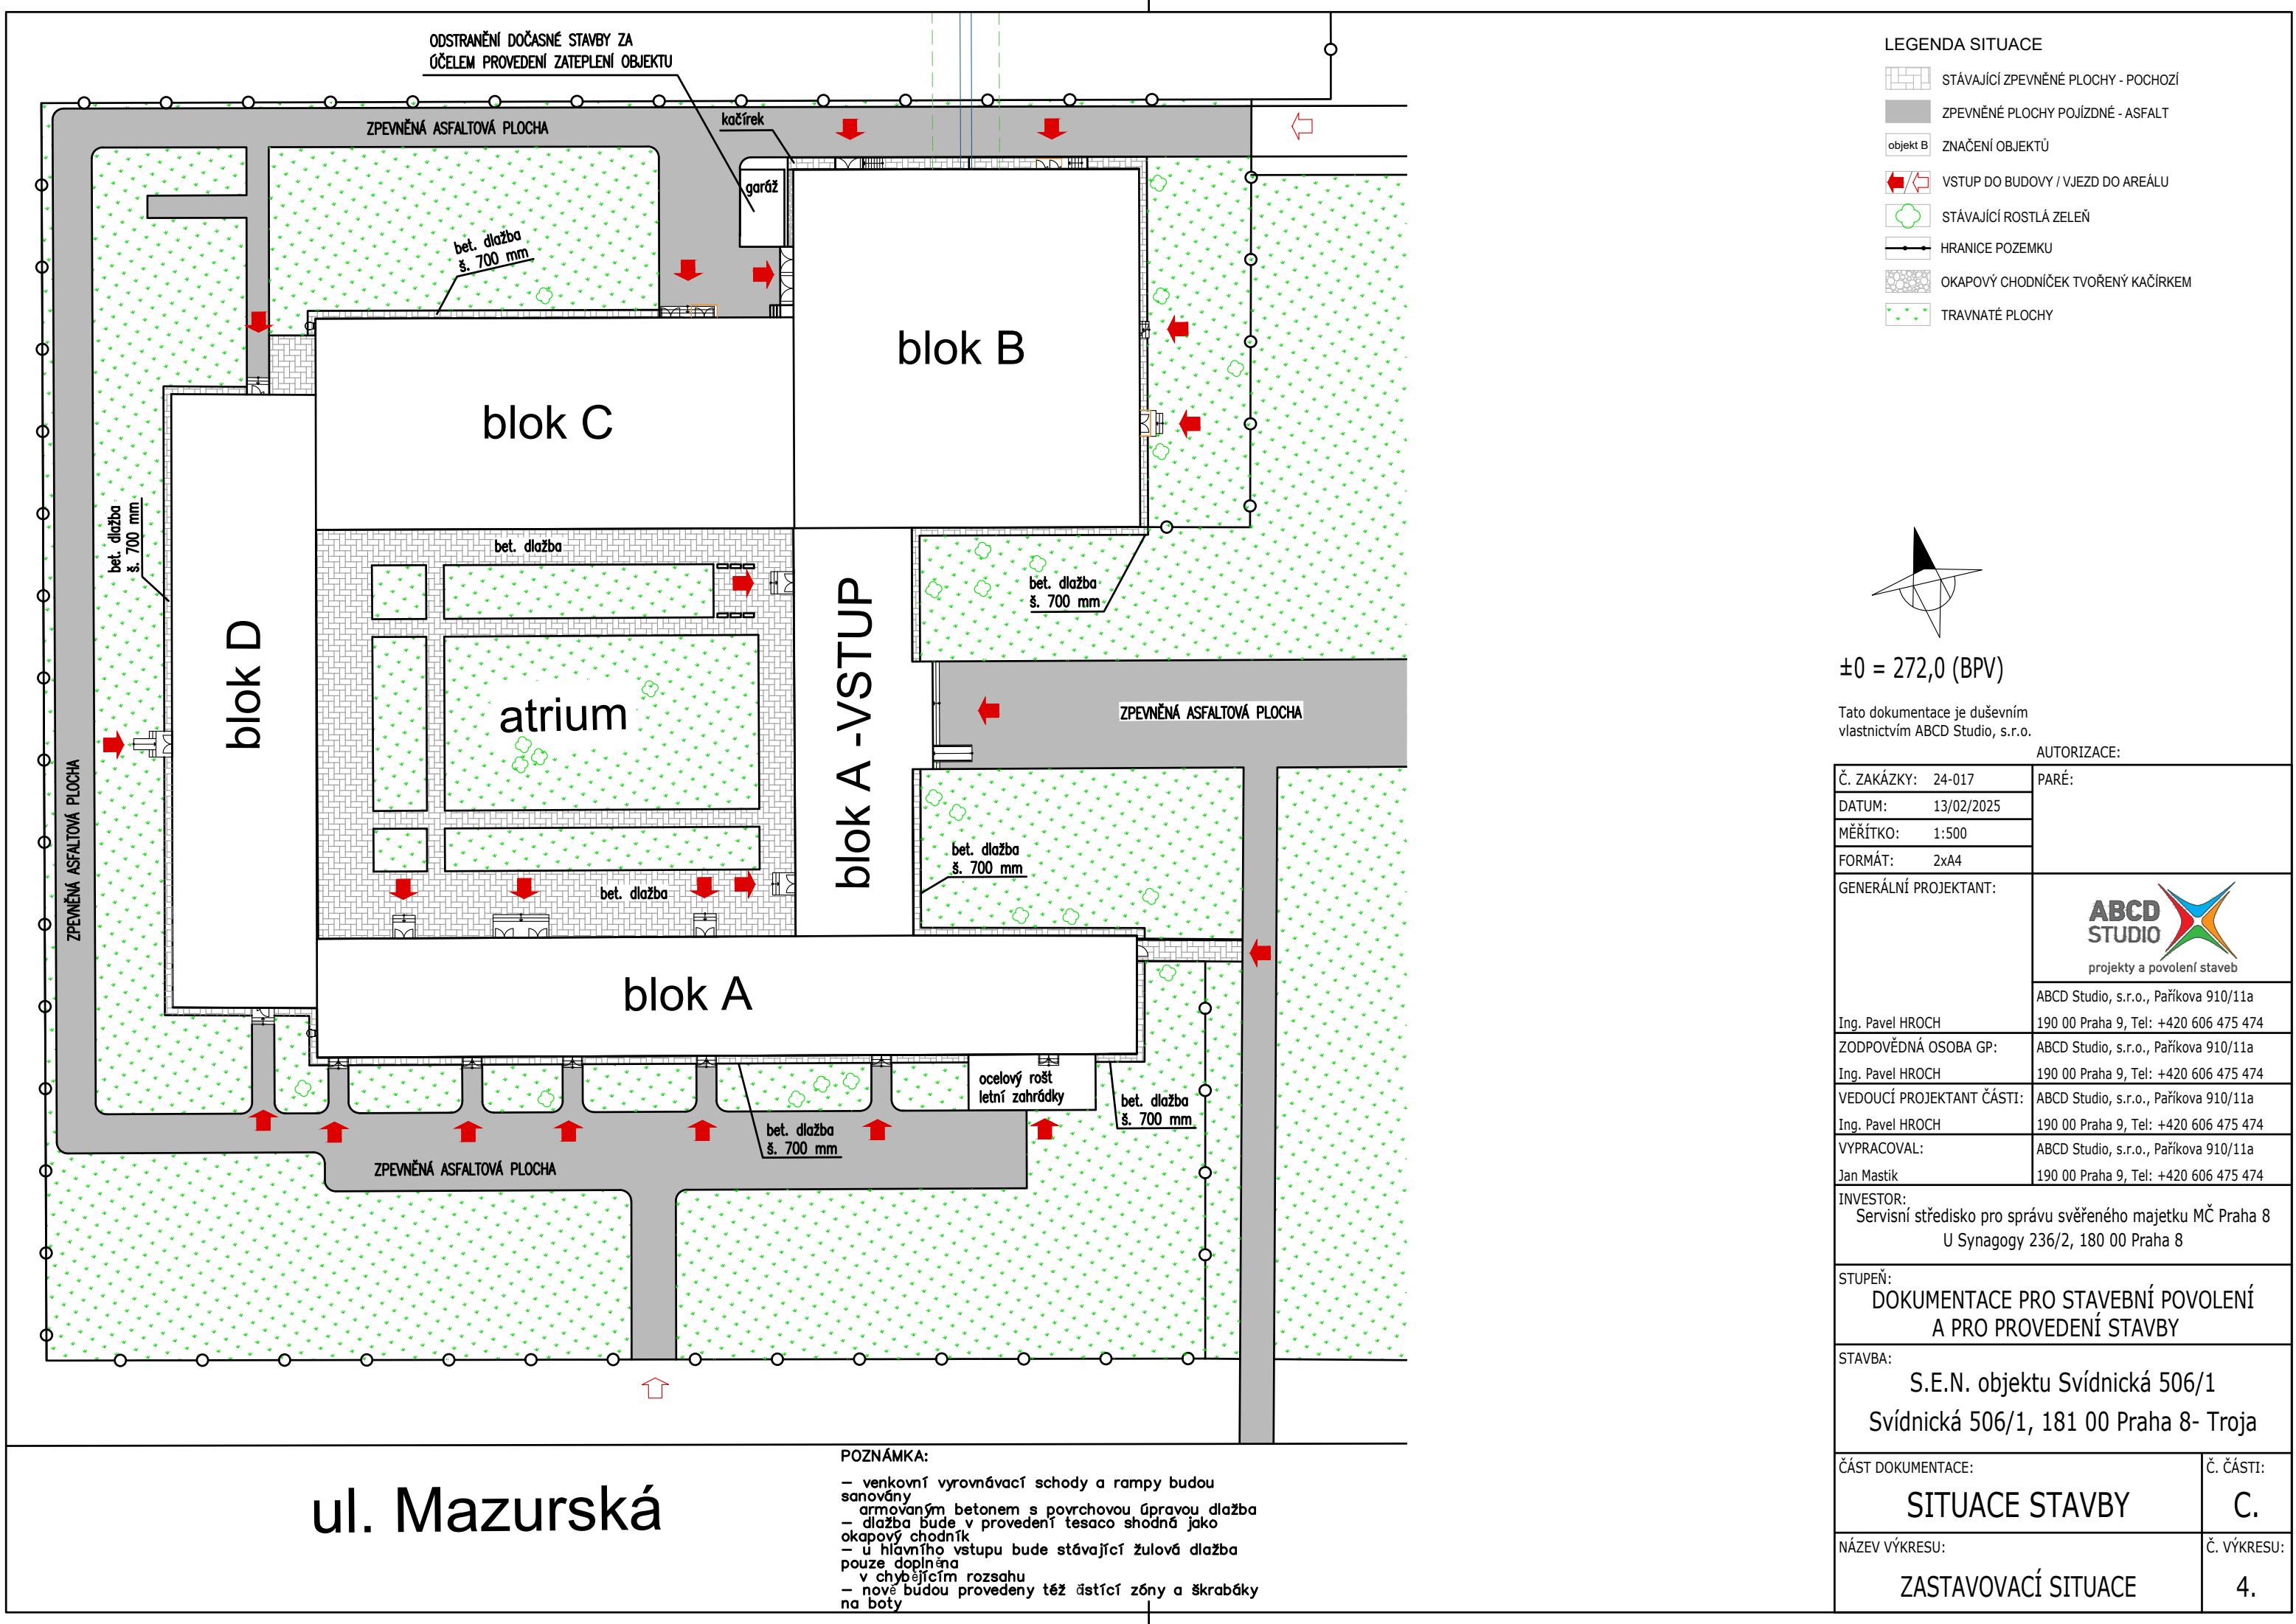 ODSTRANĚNÍ DOČASNÉ STAVBY ZA
ÚČELEM PROVEDENÍ ZATEPLENÍ OBJEKTU
ZPEVNĚNÁ ASFALTOVÁ PLOCHA
kačírek
garáž
bet. dlažba
š. 700 mm
blok B
blok C
bet. dlažba
š. 700 mm
bet. dlažba
bet. dlažba
š. 700 mm
blok D
blok A -VSTUP
atrium
ZPEVNĚNÁ ASFALTOVÁ PLOCHA
ZPEVNĚNÁ ASFALTOVÁ PLOCHA
bet. dlažba
š. 700 mm
bet. dlažba
blok A
ocelový rošt
letní zahrádky
bet. dlažba
š. 700 mm
bet. dlažba
š. 700 mm
ZPEVNĚNÁ ASFALTOVÁ PLOCHA
ul. Mazurská
POZNÁMKA:
– venkovní vyrovnávací schody a rampy budou
sanovány
armovaným betonem s povrchovou úpravou dlažba
– dlažba bude v provedení tesaco shodná jako
okapový chodník
– u hlavního vstupu bude stávající žulová dlažba
pouze doplněna
v chybějícím rozsahu
– nově budou provedeny též čistící zóny a škrabáky
na boty
LEGENDA SITUACE
STÁVAJÍCÍ ZPEVNĚNÉ PLOCHY - POCHOZÍ
ZPEVNĚNÉ PLOCHY POJÍZDNÉ - ASFALT
objekt B ZNAČENÍ OBJEKTŮ
VSTUP DO BUDOVY / VJEZD DO AREÁLU
STÁVAJÍCÍ ROSTLÁ ZELEŇ
HRANICE POZEMKU
OKAPOVÝ CHODNÍČEK TVOŘENÝ KAČÍRKEM
TRAVNATÉ PLOCHY
±0 = 272,0 (BPV)
Tato dokumentace je duševním
vlastnictvím ABCD Studio, s.r.o.
AUTORIZACE:
Č. ZAKÁZKY: 24-017
PARÉ:
DATUM: 13/02/2025
MĚŘÍTKO: 1:500
FORMÁT: 2xA4
GENERÁLNÍ PROJEKTANT:
ABCD
STUDIO
projekty a povolení staveb
ABCD Studio, s.r.o., Paříkova 910/11a
Ing. Pavel HROCH 190 00 Praha 9, Tel: +420 606 475 474
ZODPOVĚDNÁ OSOBA GP: ABCD Studio, s.r.o., Paříkova 910/11a
Ing. Pavel HROCH 190 00 Praha 9, Tel: +420 606 475 474
VEDOUCÍ PROJEKTANT ČÁSTI: ABCD Studio, s.r.o., Paříkova 910/11a
Ing. Pavel HROCH 190 00 Praha 9, Tel: +420 606 475 474
VYPRACOVAL: ABCD Studio, s.r.o., Paříkova 910/11a
Jan Mastik 190 00 Praha 9, Tel: +420 606 475 474
INVESTOR:
Servisní středisko pro správu svěřeného majetku MČ Praha 8
U Synagogy 236/2, 180 00 Praha 8
STUPEŇ:
DOKUMENTACE PRO STAVEBNÍ POVOLENÍ
A PRO PROVEDENÍ STAVBY
STAVBA:
S.E.N. objektu Svídnická 506/1
Svídnická 506/1, 181 00 Praha 8- Troja
ČÁST DOKUMENTACE: Č. ČÁSTI:
SITUACE STAVBY C.
NÁZEV VÝKRESU: Č. VÝKRESU:
ZASTAVOVACÍ SITUACE 4.